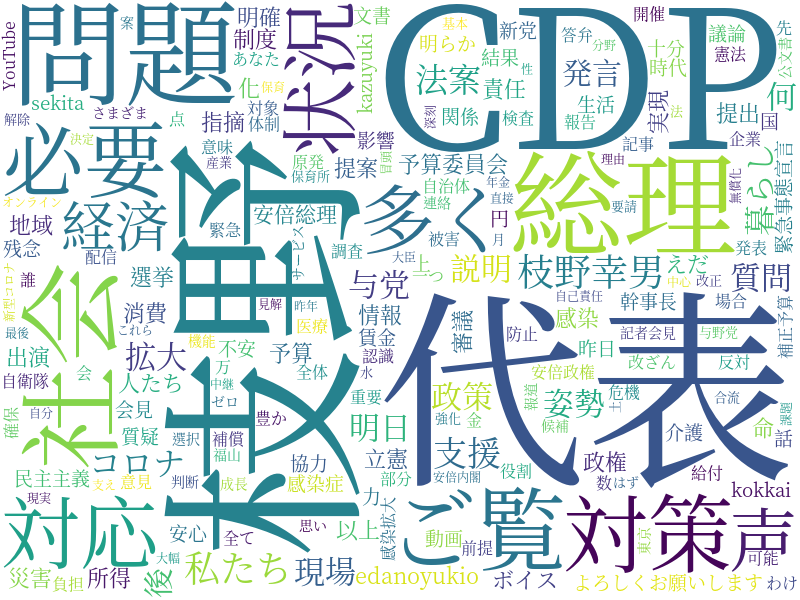 問題
状況
CDP
必要
枝野
総理
多く
経済
社会
代表
対応
ご覧
対策
声
YouTube
sekita
kazuyuki
さまざま
文書
明確
制度
あなた
化
対象
体制
解除
点
指摘
影響
明らか
新党
基本
案
保育
答弁
分野
性
開催
十分
時代
議論
憲法
先
公文書
法案
結果
責任
関係
発言
生活
検査
報告
深刻
実現
提出
何
国
企業
記事
法
決定
産業
意味
原発
保育所
冒頭
提案
予算委員会
自治体
連絡
年金
直接
理由
要請
無償化
発表
緊急事態宣言
暮らし
オンライン
地域
残念
配信
緊急
安倍総理
サービス
調査
円
被害
月
上
つ
大臣
見解
昨年
誰
新型コロナ
最後
これら
選挙
与党
説明
枝野幸男
えだ
質問
中心
改正
自己責任
幹事長
場合
補正予算
消費
機能
医療
情報
賃金
認識
水
審議
防止
感染
記者会見
与野党
出演
拡大
不安
予算
万
中継
全体
ゼロ
昨日
改ざん
反対
自衛隊
会
人たち
会見
確保
自分
質疑
選択
補償
福山
豊か
重要
明日
政策
安倍政権
報道
姿勢
危機
士
合流
課題
コロナ
民主主義
現実
支え
意見
判断
成長
協力
感染症
力
立憲
支援
強化
金
候補
介護
命
話
部分
安倍内閣
役割
政権
給付
数
はず
kokkai
安心
大幅
全て
思い
以上
感染拡大
動画
前提
東京
可能
災害
負担
所得
後
私たち
現場
edanoyukio
ボイス
よろしくお願いします
わけ